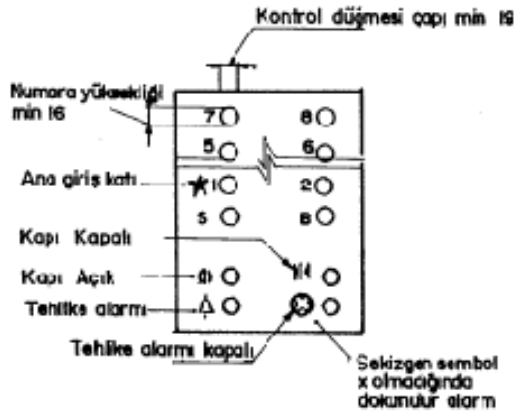 Kontrol düğmesi çapı min 19
Numara yüksekliği
min 16
7 8
5 6
Ana giriş katı ★1 2
S B
Kapı Kapalı
Kapı Açık
Tehlike alarmı
Tehlike alarmı kapalı
Sekizgen sembol
x olmadığında
dokunulur alarm